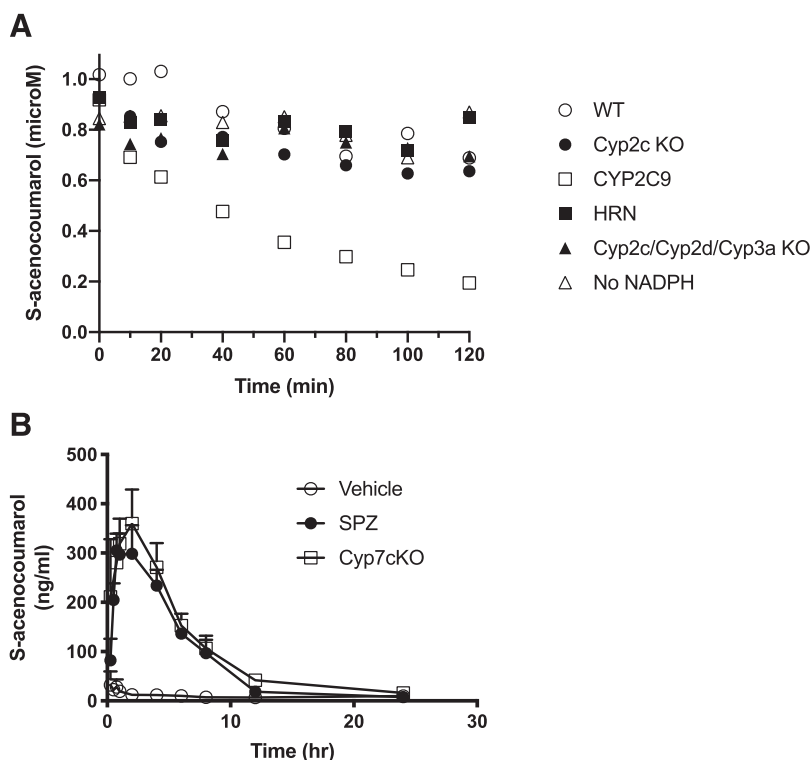 A
S-acenocoumarol (microM)
1.0
0.8
0.6
0.4
0.2
0.0
0 20 40 60 80 100 120
Time (min)
WT
Cyp2c KO
CYP2C9
HRN
Cyp2c/Cyp2d/Cyp3a KO
No NADPH
B
S-acenocoumarol
(ng/ml)
500
400
300
200
100
0
0 10 20 30
Time (hr)
Vehicle
SPZ
Cyp7cKO